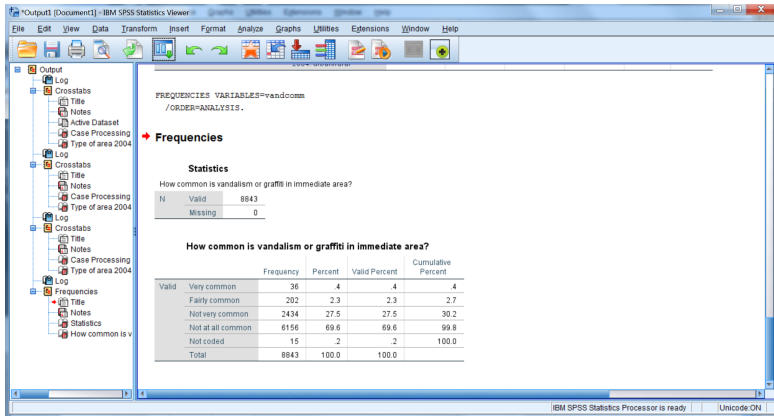 *Output1 [Document1] - IBM SPSS Statistics Viewer
File Edit View Data Transform Insert Format Analyze Graphs Utilities Extensions Window Help
Output
Log
Crosstabs
Title
Notes
Active Dataset
Case Processing
Type of area 2004
Log
Crosstabs
Title
Notes
Case Processing
Type of area 2004
Log
Crosstabs
Title
Notes
Case Processing
Type of area 2004
Log
Frequencies
Title
Notes
Statistics
How common is v
FREQUENCIES VARIABLES=vandcomm
/ORDER=ANALYSIS.
Frequencies
Statistics
How common is vandalism or graffiti in immediate area?
N Valid 8843
Missing 0
How common is vandalism or graffiti in immediate area?
Frequency Percent Valid Percent Cumulative Percent
Valid Very common 36 .4 .4 .4
Fairly common 202 2.3 2.3 2.7
Not very common 2434 27.5 27.5 30.2
Not at all common 6156 69.6 69.6 99.8
Not coded 15 .2 .2 100.0
Total 8843 100.0 100.0
IBM SPSS Statistics Processor is ready Unicode:ON